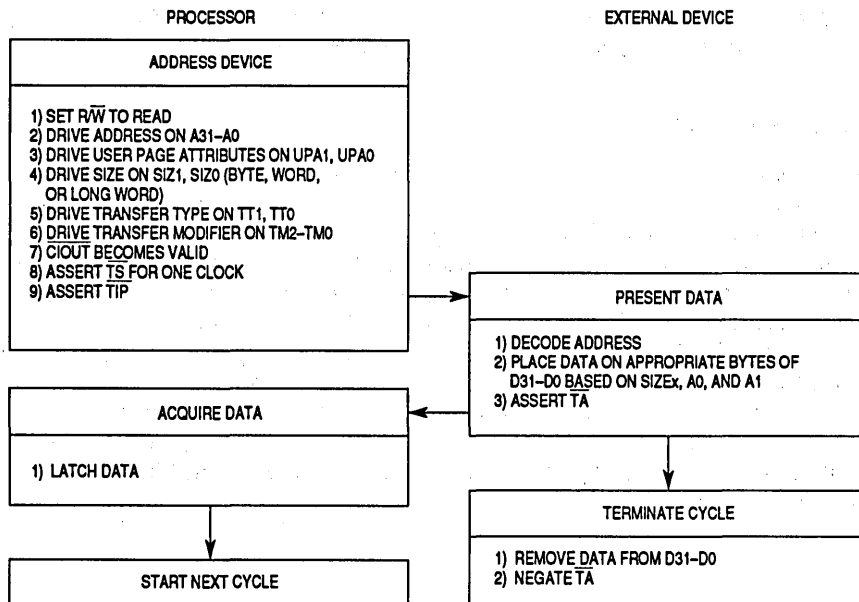 PROCESSOR
EXTERNAL DEVICE
ADDRESS DEVICE
1) SET R/W̅ TO READ
2) DRIVE ADDRESS ON A31–A0
3) DRIVE USER PAGE ATTRIBUTES ON UPA1, UPA0
4) DRIVE SIZE ON SIZ1, SIZ0 (BYTE, WORD,
OR LONG WORD)
5) DRIVE TRANSFER TYPE ON TT1, TT0
6) DRIVE TRANSFER MODIFIER ON TM2–TM0
7) C̅I̅O̅U̅T̅ BECOMES VALID
8) ASSERT T̅S̅ FOR ONE CLOCK
9) ASSERT T̅I̅P̅
PRESENT DATA
1) DECODE ADDRESS
2) PLACE DATA ON APPROPRIATE BYTES OF
D31–D0 BASED ON SIZEx, A0, AND A1
3) ASSERT T̅A̅
ACQUIRE DATA
1) LATCH DATA
TERMINATE CYCLE
1) REMOVE DATA FROM D31–D0
2) NEGATE T̅A̅
START NEXT CYCLE